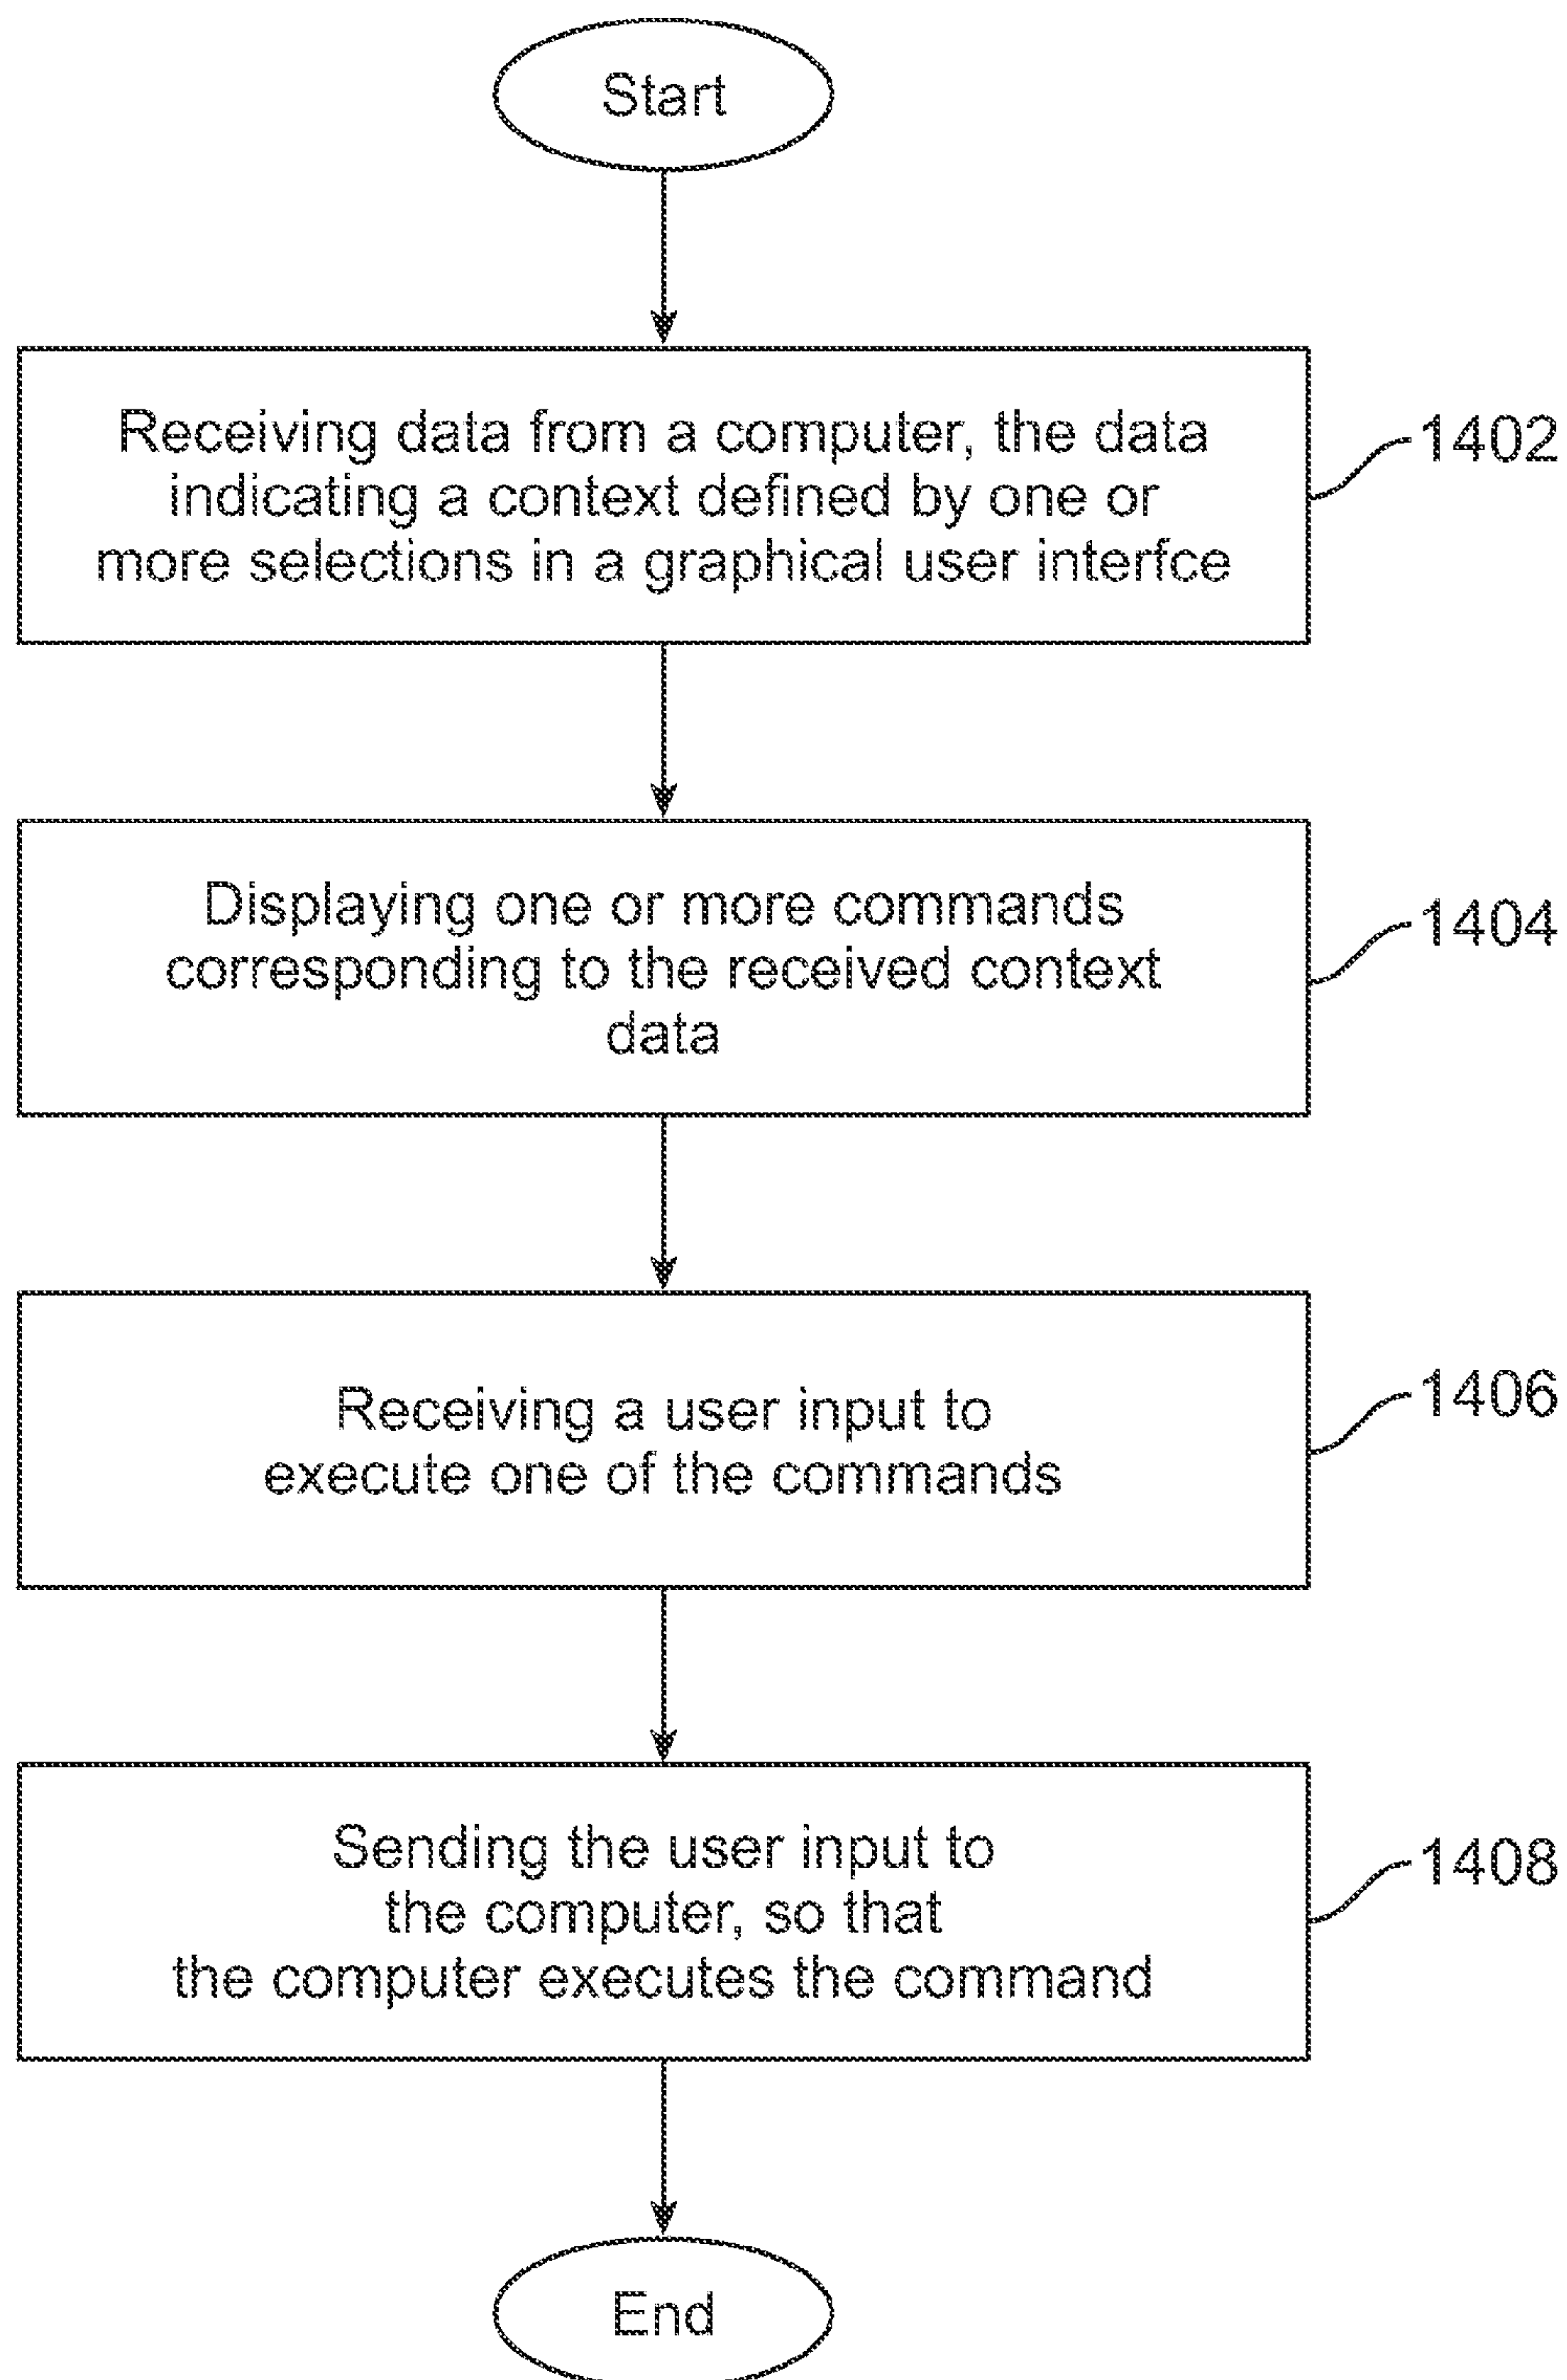 Start
Receiving data from a computer, the data
indicating a context defined by one or
more selections in a graphical user interfce
1402
Displaying one or more commands
corresponding to the received context
data
1404
Receiving a user input to
execute one of the commands
1406
Sending the user input to
the computer, so that
the computer executes the command
1408
End